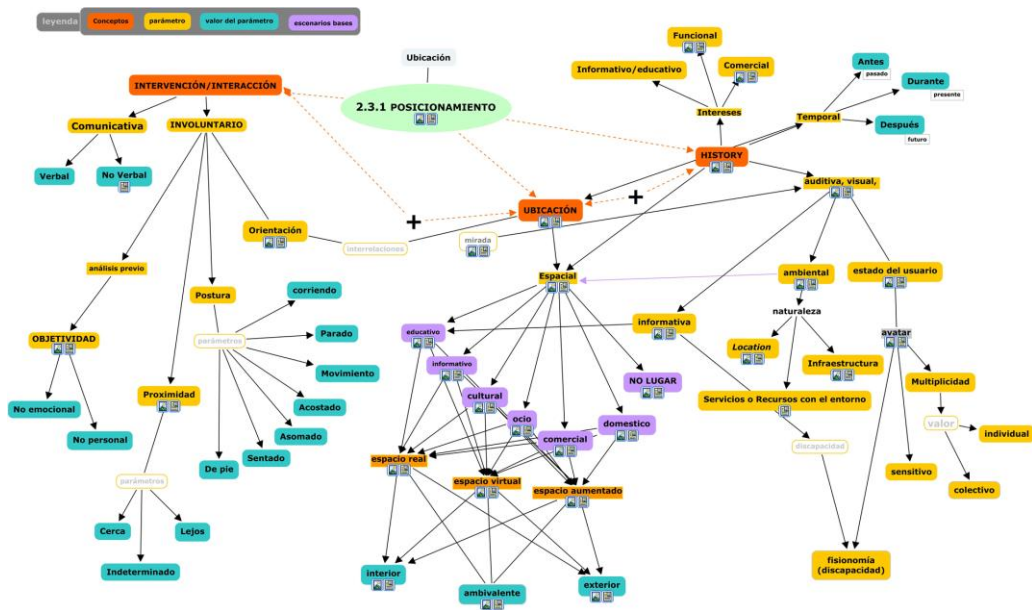 leyenda
Conceptos
parámetro
valor del parámetro
escenarios bases
Ubicación
2.3.1 POSICIONAMIENTO
INTERVENCIÓN/INTERACCIÓN
Comunicativa
INVOLUNTARIO
Verbal
No Verbal
Orientación
interrelaciones
análisis previo
Postura
OBJETIVIDAD
No emocional
No personal
Proximidad
parámetros
Cerca
Lejos
Indeterminado
parámetros
corriendo
Parado
Movimiento
Acostado
Asomado
Sentado
De pie
Funcional
Informativo/educativo
Comercial
Intereses
Temporal
Antes
pasado
Durante
presente
Después
futuro
HISTORY
auditiva, visual,
UBICACIÓN
+
+
mirada
Espacial
ambiental
estado del usuario
naturaleza
informativa
Location
Infraestructura
Servicios o Recursos con el entorno
discapacidad
avatar
Multiplicidad
valor
individual
colectivo
sensitivo
fisionomía
(discapacidad)
educativo
informativo
cultural
ocio
comercial
domestico
NO LUGAR
espacio real
espacio virtual
espacio aumentado
interior
ambivalente
exterior